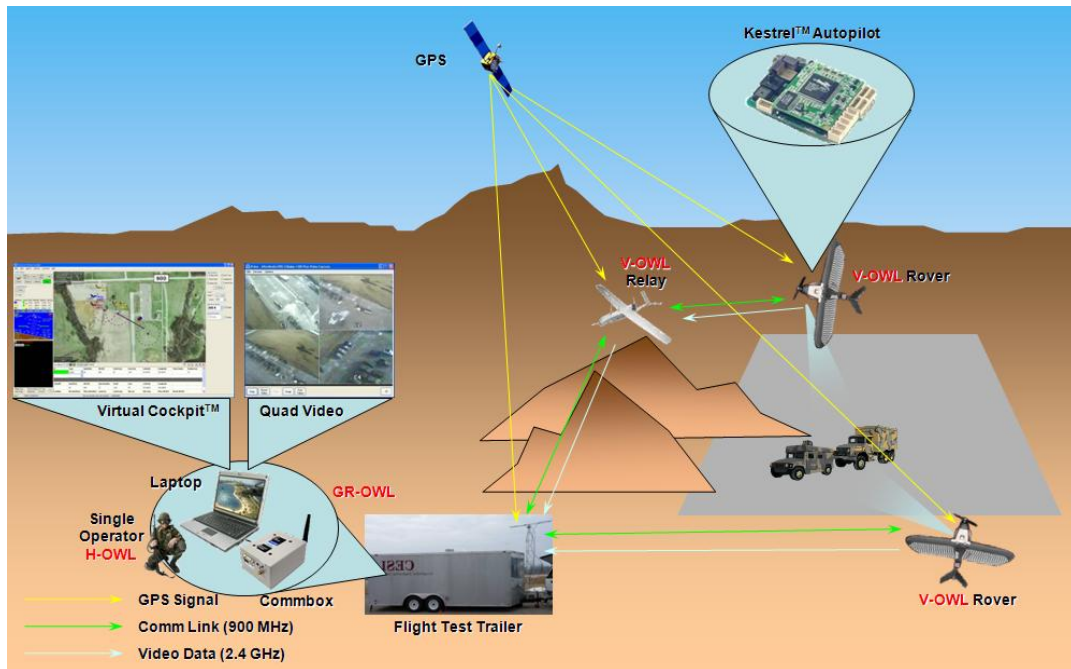 Kestrel™ Autopilot
GPS
V-OWL
Relay
V-OWL Rover
Virtual Cockpit™
Quad Video
Laptop
GR-OWL
Single
Operator
H-OWL
Commbox
Flight Test Trailer
V-OWL Rover
GPS Signal
Comm Link (900 MHz)
Video Data (2.4 GHz)